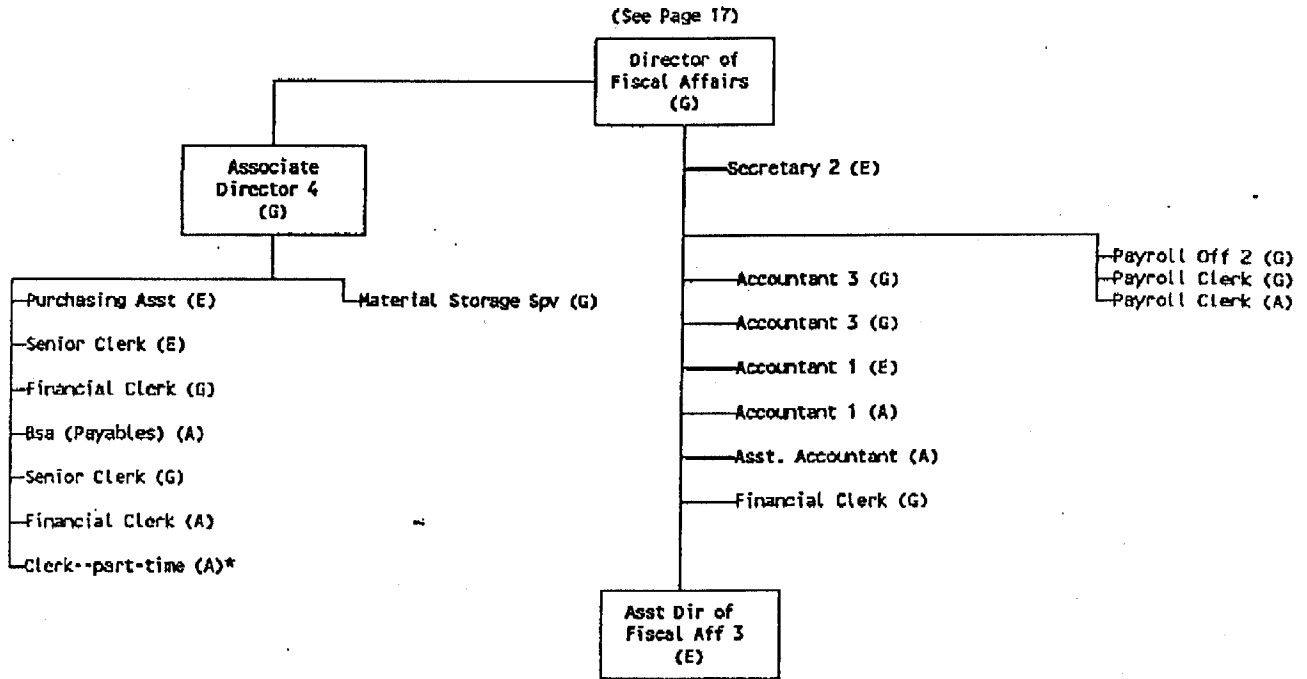 (See Page 17)
Director of
Fiscal Affairs
(G)
Associate
Director 4
(G)
Secretary 2 (E)
Payroll Off 2 (G)
Payroll Clerk (G)
Payroll Clerk (A)
Purchasing Asst (E)
Senior Clerk (E)
Financial Clerk (G)
Bsa (Payables) (A)
Senior Clerk (G)
Financial Clerk (A)
Clerk--part-time (A)*
Material Storage Spv (G)
Accountant 3 (G)
Accountant 3 (G)
Accountant 1 (E)
Accountant 1 (A)
Asst. Accountant (A)
Financial Clerk (G)
Asst Dir of
Fiscal Aff 3
(E)